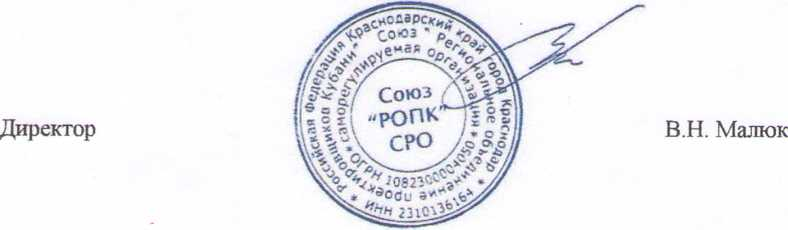 Директор
Российская Федерация Краснодарский край город Краснодар
* ИНН 2310136164 *
Союз "Региональное объединение проектировщиков Кубани"
саморегулируемая организация
* ОГРН 1082300004050 *
Союз
"РОПК"
СРО
В.Н. Малюк